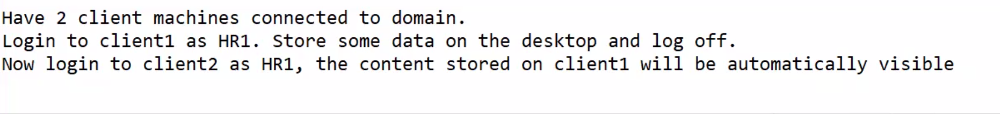 Have 2 client machines connected to domain.
Login to client1 as HR1. Store some data on the desktop and log off.
Now login to client2 as HR1, the content stored on client1 will be automatically visible